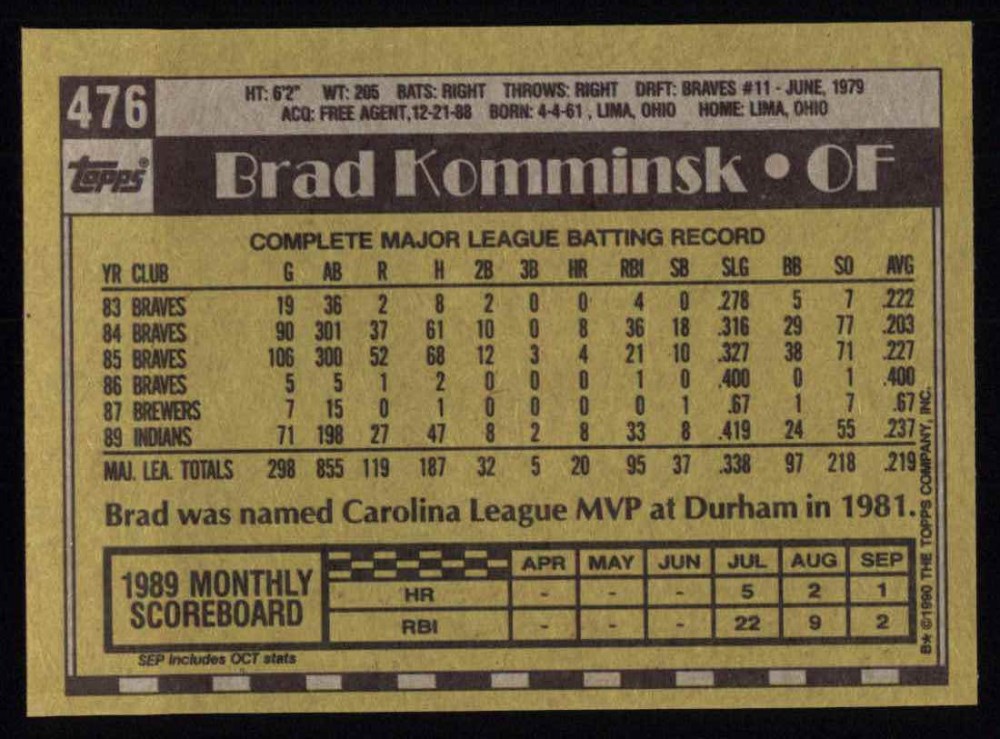 476
HT: 6'2" WT: 205 BATS: RIGHT THROWS: RIGHT DRFT: BRAVES #11 - JUNE, 1979
ACQ: FREE AGENT, 12-21-88 BORN: 4-4-61, LIMA, OHIO HOME: LIMA, OHIO
topps®
Brad Komminsk • OF
COMPLETE MAJOR LEAGUE BATTING RECORD
YR CLUB G AB R H 2B 3B HR RBI SB SLG BB SO AVG
83 BRAVES 19 36 2 8 2 0 0 4 0 .278 5 7 .222
84 BRAVES 90 301 37 61 10 0 8 36 18 .316 29 77 .203
85 BRAVES 106 300 52 68 12 3 4 21 10 .327 38 71 .227
86 BRAVES 5 5 1 2 0 0 0 1 0 .400 0 1 .400
87 BREWERS 7 15 0 1 0 0 0 0 1 .67 1 7 .67
89 INDIANS 71 198 27 47 8 2 8 33 8 .419 24 55 .237
MAJ. LEA. TOTALS 298 855 119 187 32 5 20 95 37 .338 97 218 .219
Brad was named Carolina League MVP at Durham in 1981.
1989 MONTHLY
SCOREBOARD
APR MAY JUN JUL AUG SEP
HR - - - 5 2 1
RBI - - - 22 9 2
SEP includes OCT stats
B* ©1990 THE TOPPS COMPANY, INC.